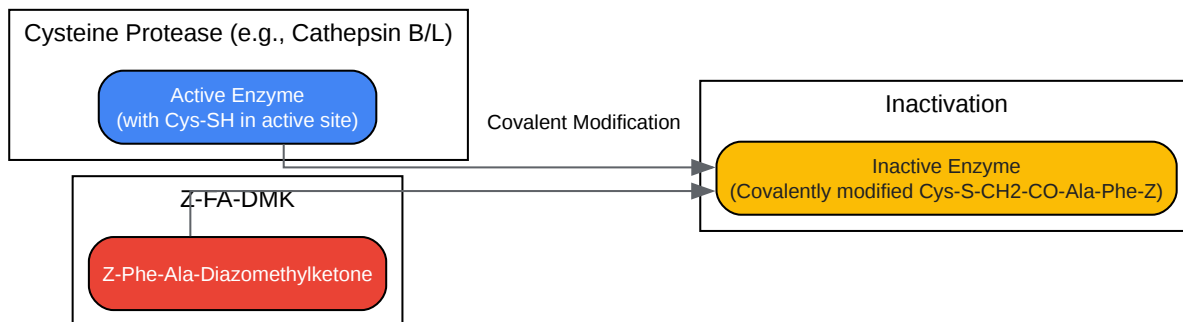 Cysteine Protease (e.g., Cathepsin B/L)
Active Enzyme
(with Cys-SH in active site)
Covalent Modification
Inactivation
Inactive Enzyme
(Covalently modified Cys-S-CH2-CO-Ala-Phe-Z)
Z-FA-DMK
Z-Phe-Ala-Diazomethylketone